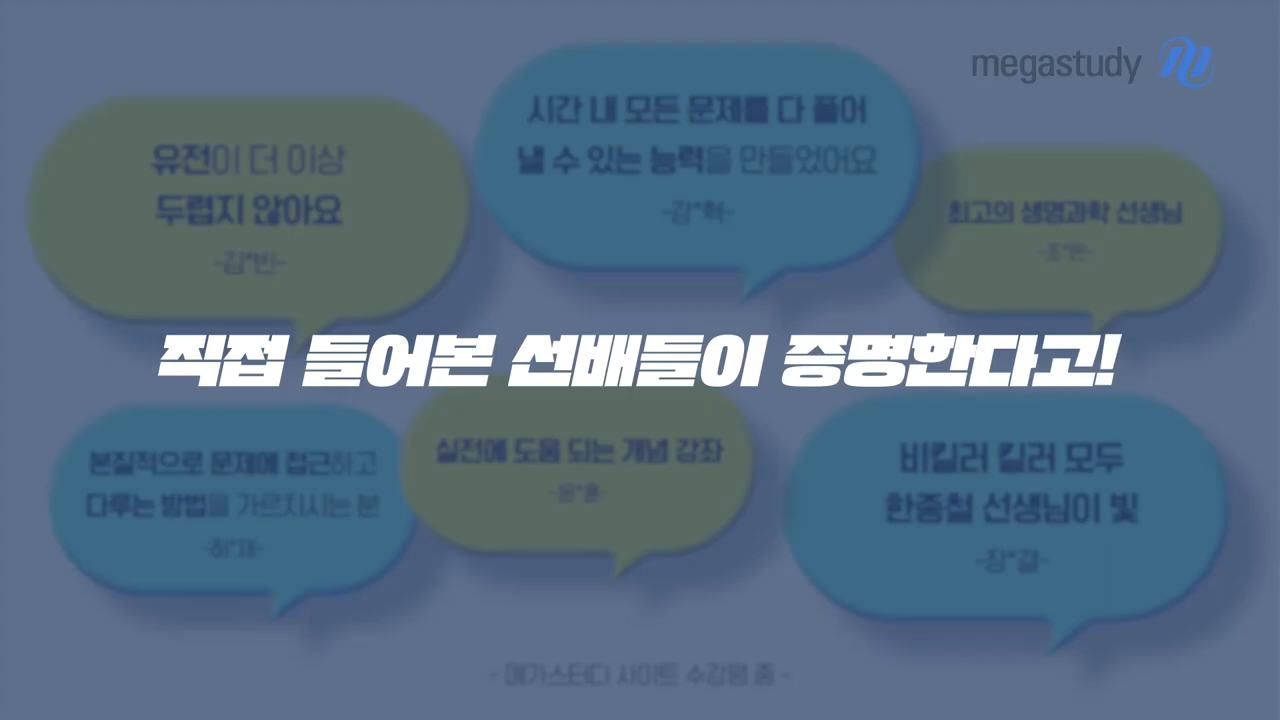 megastudy
유전이 더 이상
두렵지 않아요
-김*빈-
시간 내 모든 문제를 다 풀어
낼 수 있는 능력을 만들었어요
-강*혁-
최고의 생명과학 선생님
직접 들어본 선배들이 증명한다고!
본질적으로 문제에 접근하고
다루는 방법을 가르치시는 분
실전에 도움 되는 개념 강좌
비킬러 킬러 모두
한종철 선생님이 빛
-장*결-
- 메가스터디 사이트 수강평 중 -